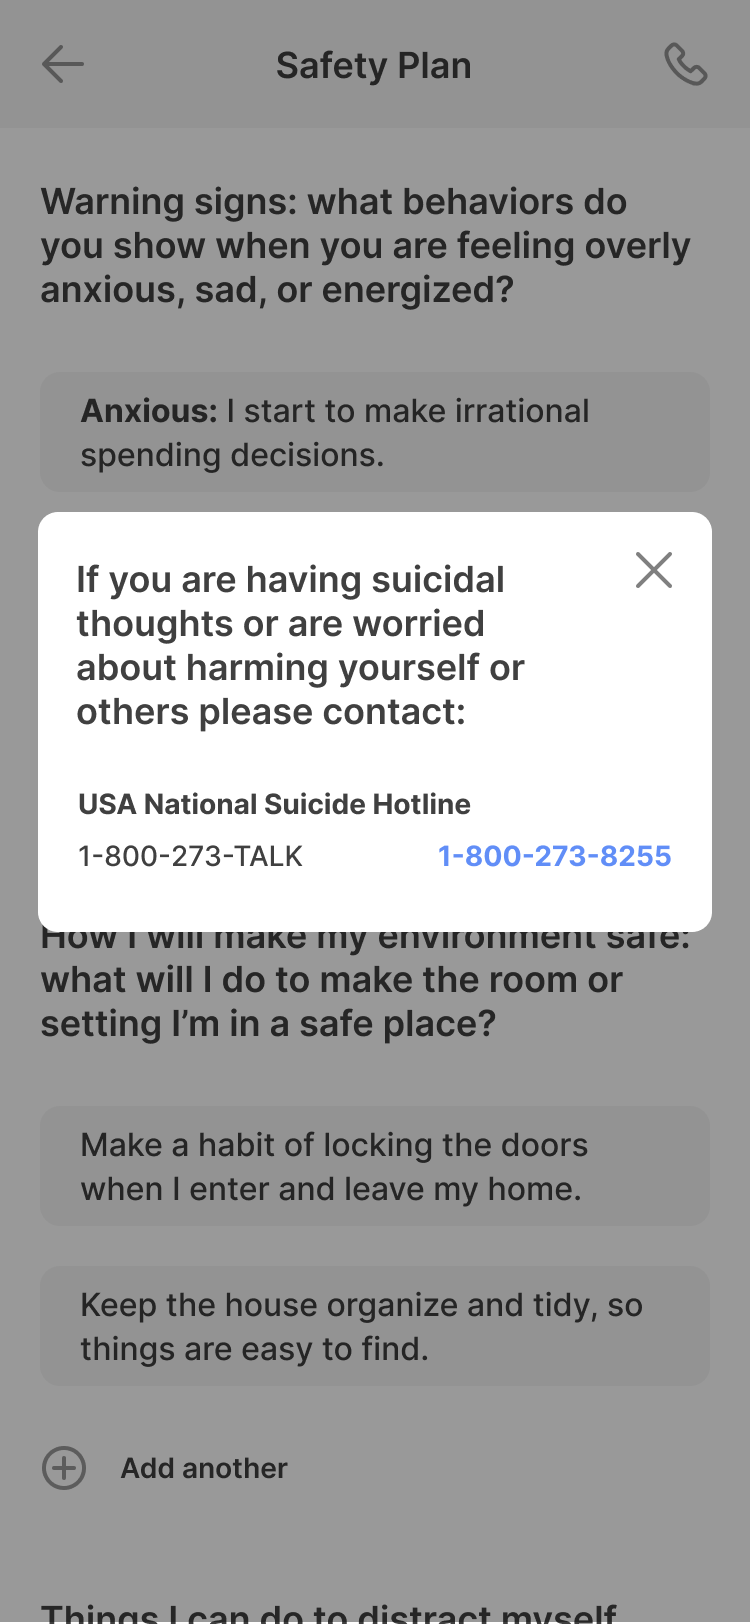 Safety Plan
Warning signs: what behaviors do
you show when you are feeling overly
anxious, sad, or energized?
Anxious: I start to make irrational
spending decisions.
If you are having suicidal
thoughts or are worried
about harming yourself or
others please contact:
USA National Suicide Hotline
1-800-273-TALK 1-800-273-8255
How I will make my environment safe:
what will I do to make the room or
setting I’m in a safe place?
Make a habit of locking the doors
when I enter and leave my home.
Keep the house organize and tidy, so
things are easy to find.
Add another
Things I can do to distract myself